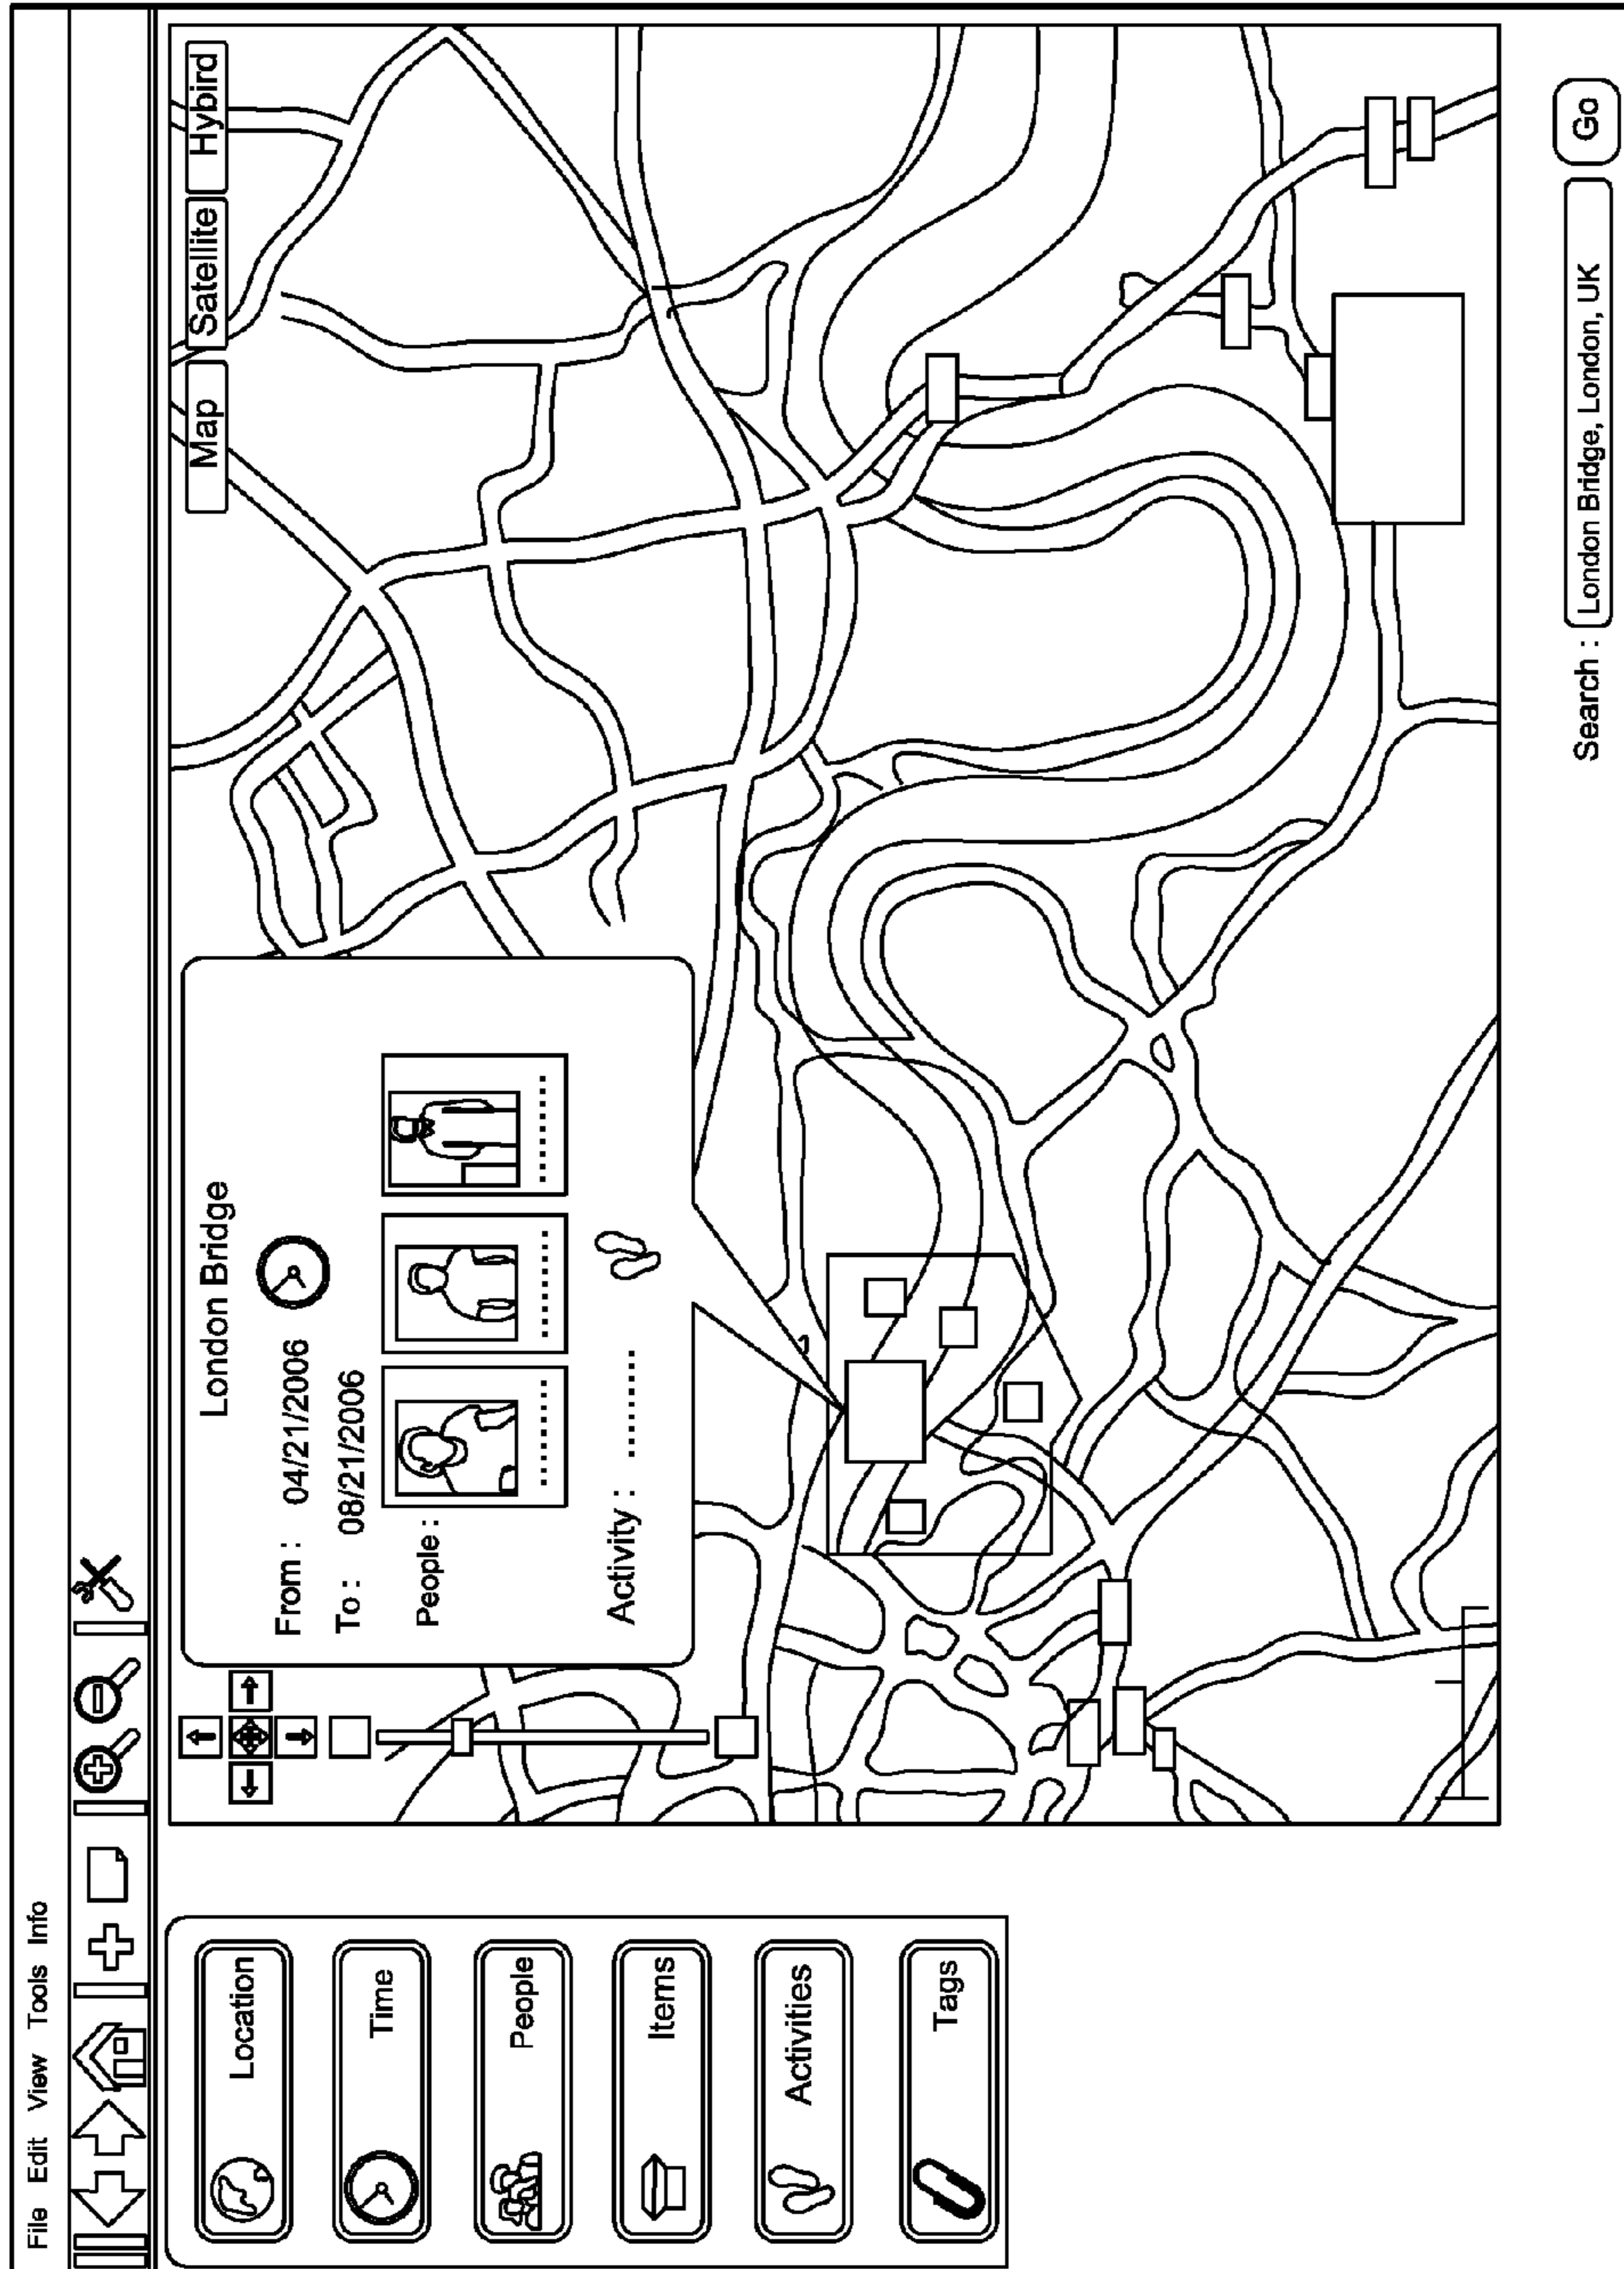 File Edit View Tools Info
Location
Time
People
Items
Activities
Tags
Map Satellite Hybird
London Bridge
From : 04/21/2006
To : 08/21/2006
People :
Activity : .........
Search : London Bridge, London, UK Go